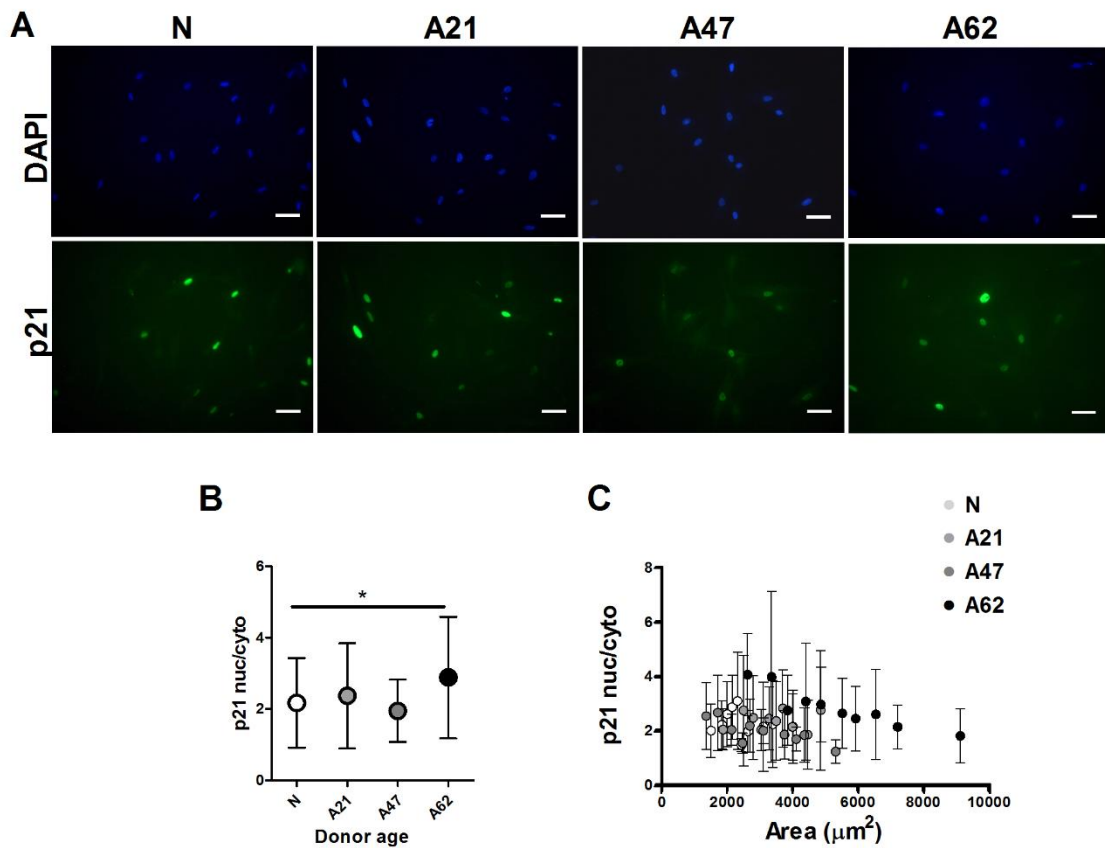 A
N A21 A47 A62
DAPI
p21
B
6
4
2
0
p21 nuc/cyto
*
N A21 A47 A62
Donor age
C
N
A21
A47
A62
8
6
4
2
0
p21 nuc/cyto
0 2000 4000 6000 8000 10000
Area (μm²)